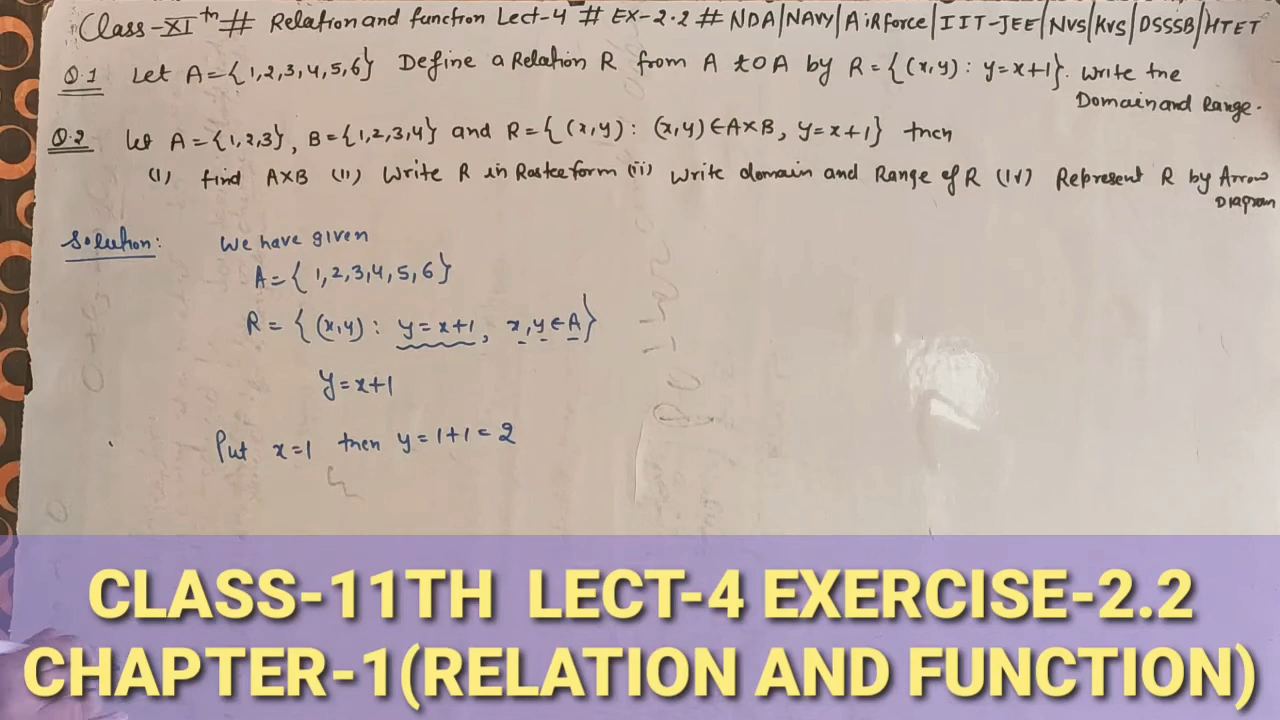 Class-XIth # Relation and function Lect-4 # EX-2.2 # NDA/NAVY/AiRforce/IIT-JEE/NVS/KVS/DSSSB/HTET
Q.1 Let A={1,2,3,4,5,6} Define a Relation R from A to A by R={(x,y): y=x+1}. Write the
Domain and Range.
Q.2 Let A={1,2,3}, B={1,2,3,4} and R={(x,y): (x,y)∈A×B, y=x+1} then
(i) find A×B (ii) Write R in Rostee form (iii) Write domain and Range of R (iv) Represent R by Arrow
Diagram
Solution: We have given
A={1,2,3,4,5,6}
R={(x,y): y=x+1, x,y∈A}
y=x+1
Put x=1 then y=1+1=2
CLASS-11TH LECT-4 EXERCISE-2.2
CHAPTER-1(RELATION AND FUNCTION)